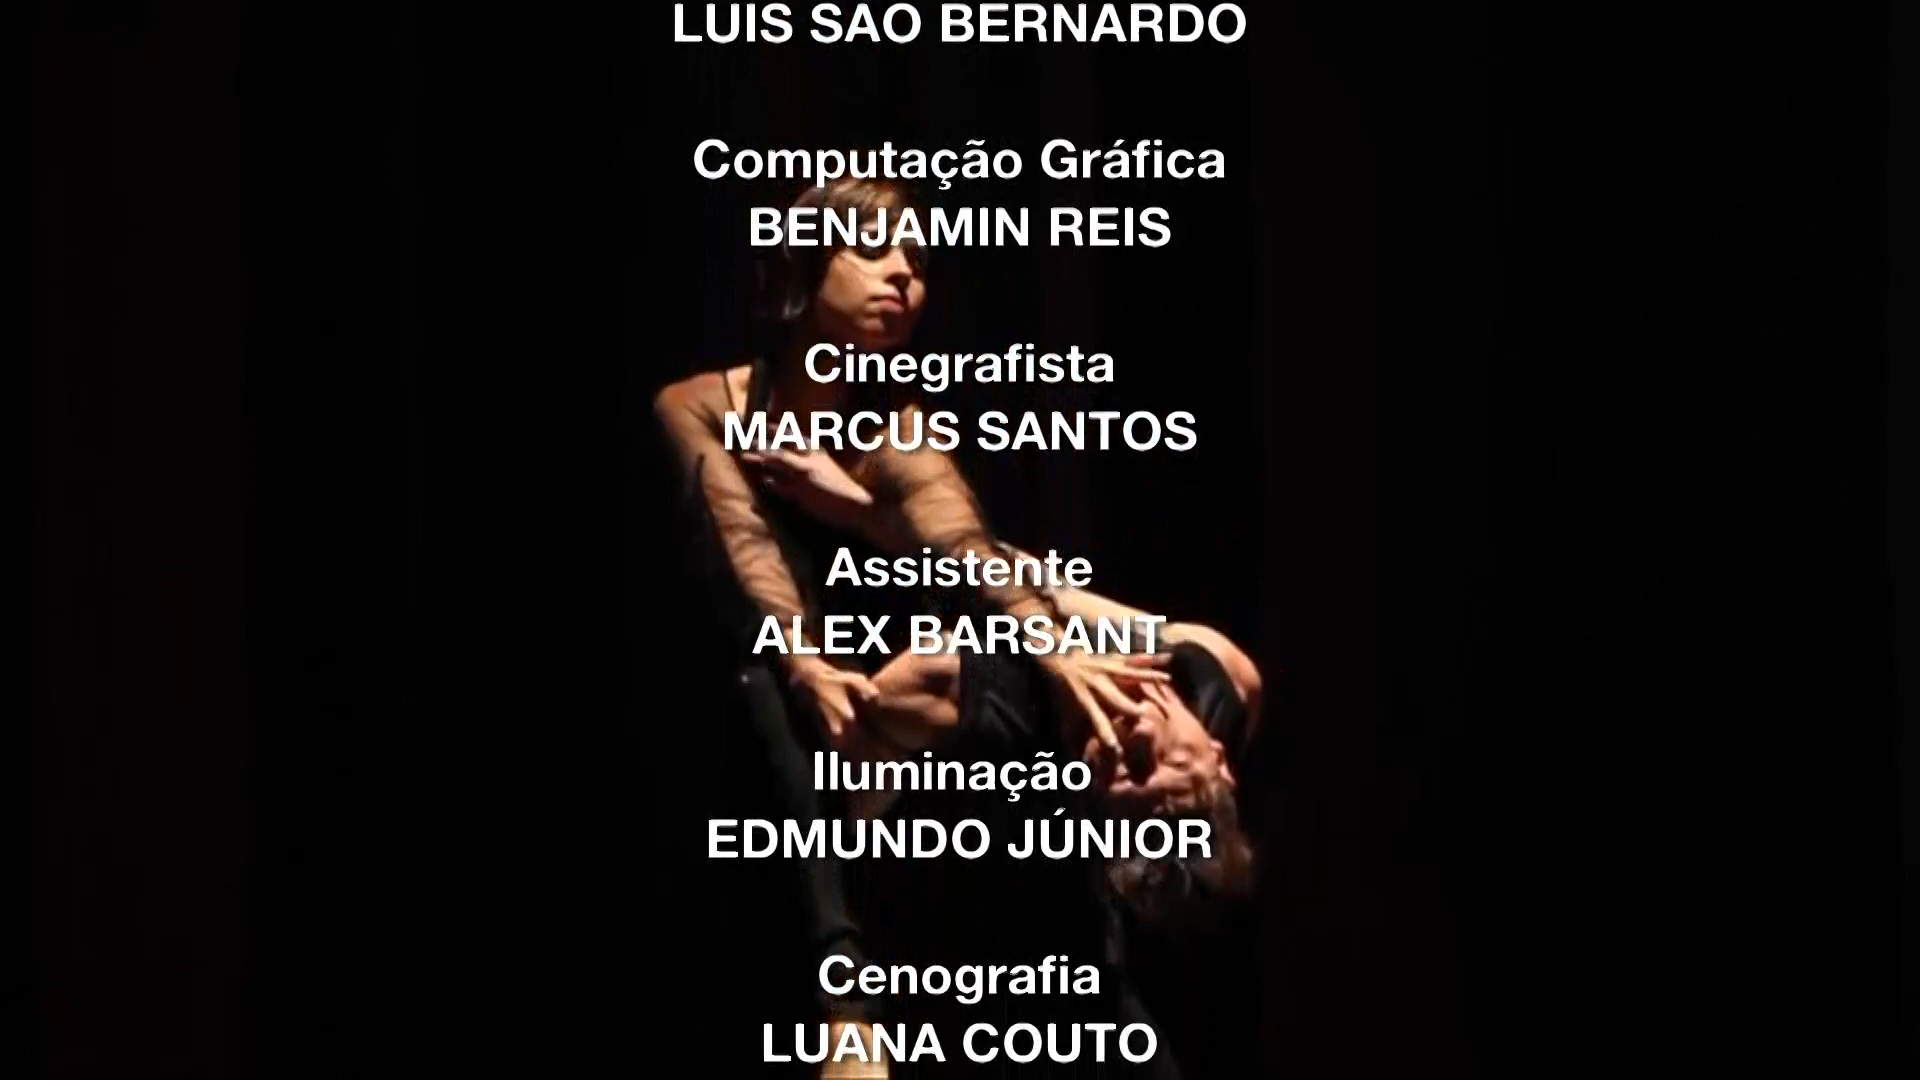 LUIS SAO BERNARDO
Computação Gráfica
BENJAMIN REIS
Cinegrafista
MARCUS SANTOS
Assistente
ALEX BARSANT
Iluminação
EDMUNDO JÚNIOR
Cenografia
LUANA COUTO